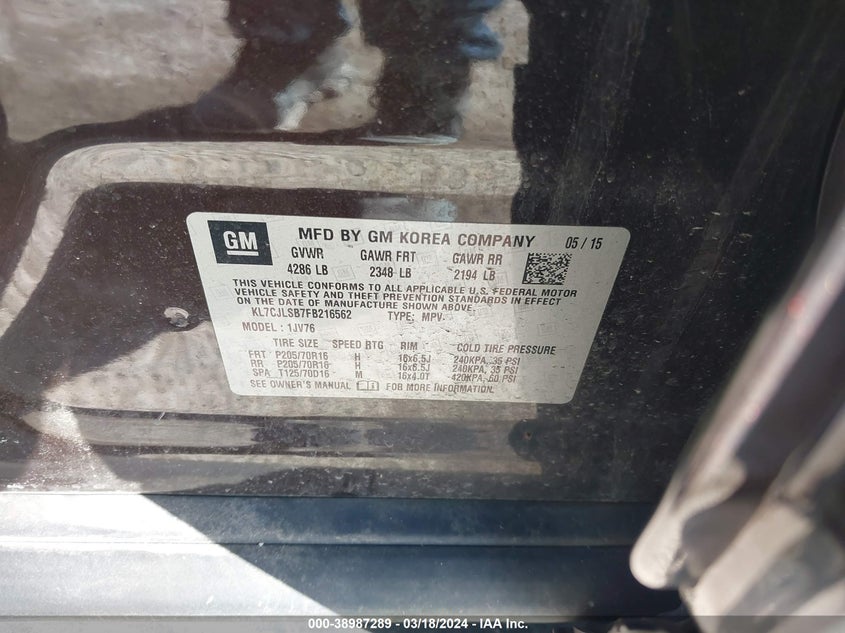 GM
MFD BY GM KOREA COMPANY 05 / 15
GVWR GAWR FRT GAWR RR
4286 LB 2348 LB 2194 LB
THIS VEHICLE CONFORMS TO ALL APPLICABLE U.S. FEDERAL MOTOR
VEHICLE SAFETY AND THEFT PREVENTION STANDARDS IN EFFECT
ON THE DATE OF MANUFACTURE SHOWN ABOVE.
KL7CJLSB7FB216562 TYPE: MPV
MODEL : 1JV76
TIRE SIZE SPEED RTG RIM COLD TIRE PRESSURE
FRT P205/70R16 H 16x6.5J 240KPA, 35 PSI
RR P205/70R16 H 16x6.5J 240KPA, 35 PSI
SPA T125/70D16 M 16x4.0T 420KPA, 60 PSI
SEE OWNER'S MANUAL FOR MORE INFORMATION
000-38987289 - 03/18/2024 - IAA Inc.